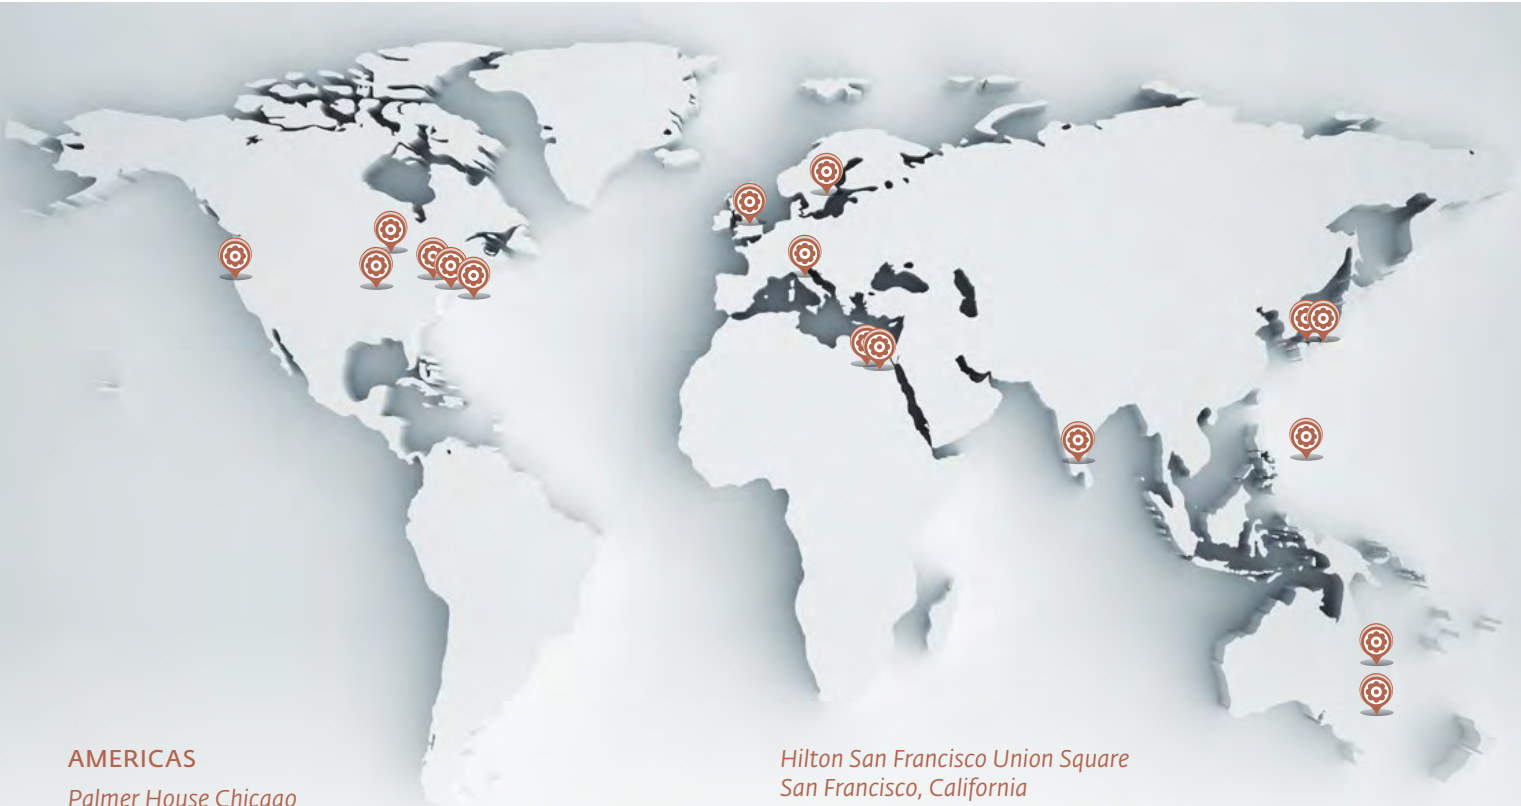 AMERICAS
Palmer House Chicago
Hilton San Francisco Union Square
San Francisco, California